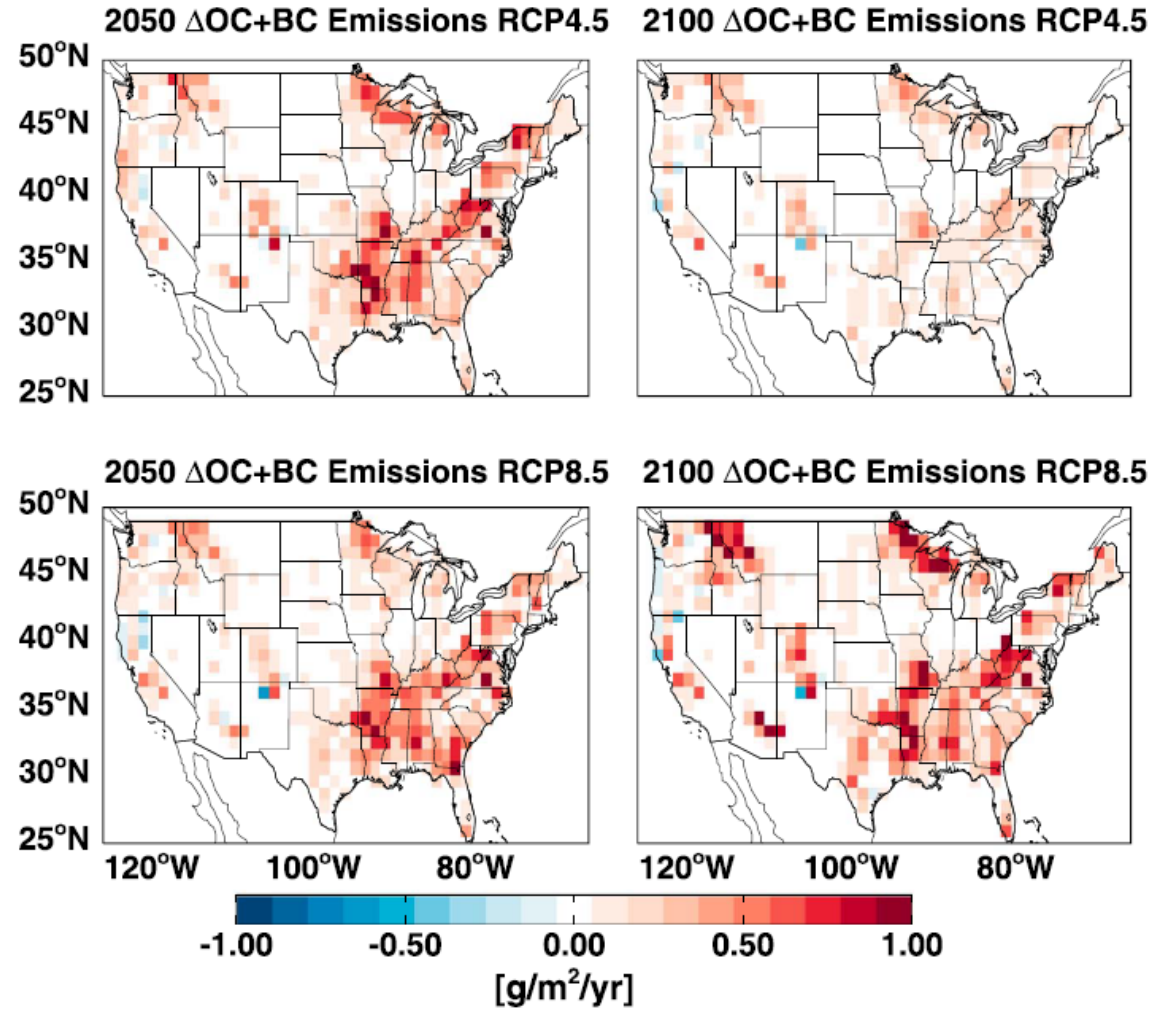 2050 ΔOC+BC Emissions RCP4.5 2100 ΔOC+BC Emissions RCP4.5
50°N
45°N
40°N
35°N
30°N
25°N
2050 ΔOC+BC Emissions RCP8.5 2100 ΔOC+BC Emissions RCP8.5
50°N
45°N
40°N
35°N
30°N
25°N
120°W 100°W 80°W 120°W 100°W 80°W
-1.00 -0.50 0.00 0.50 1.00
[g/m²/yr]